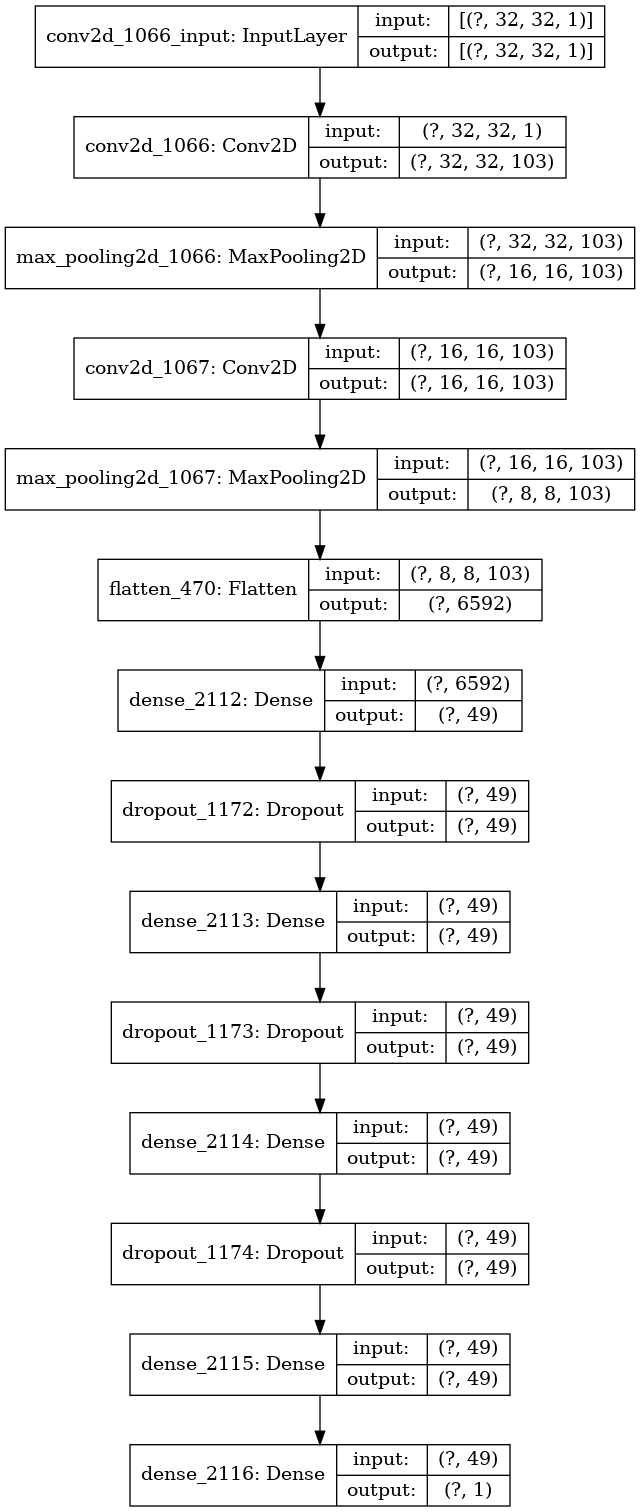 conv2d_1066_input: InputLayer
input: [(?, 32, 32, 1)]
output: [(?, 32, 32, 1)]
conv2d_1066: Conv2D
input: (?, 32, 32, 1)
output: (?, 32, 32, 103)
max_pooling2d_1066: MaxPooling2D
input: (?, 32, 32, 103)
output: (?, 16, 16, 103)
conv2d_1067: Conv2D
input: (?, 16, 16, 103)
output: (?, 16, 16, 103)
max_pooling2d_1067: MaxPooling2D
input: (?, 16, 16, 103)
output: (?, 8, 8, 103)
flatten_470: Flatten
input: (?, 8, 8, 103)
output: (?, 6592)
dense_2112: Dense
input: (?, 6592)
output: (?, 49)
dropout_1172: Dropout
input: (?, 49)
output: (?, 49)
dense_2113: Dense
input: (?, 49)
output: (?, 49)
dropout_1173: Dropout
input: (?, 49)
output: (?, 49)
dense_2114: Dense
input: (?, 49)
output: (?, 49)
dropout_1174: Dropout
input: (?, 49)
output: (?, 49)
dense_2115: Dense
input: (?, 49)
output: (?, 49)
dense_2116: Dense
input: (?, 49)
output: (?, 1)